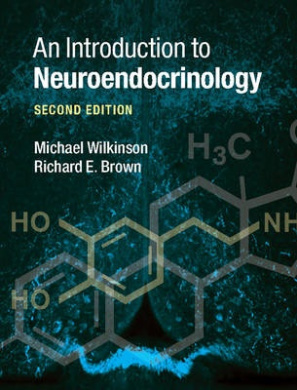 An Introduction to
Neuroendocrinology
SECOND EDITION
Michael Wilkinson
Richard E. Brown
H₃C
HO
NH
HO